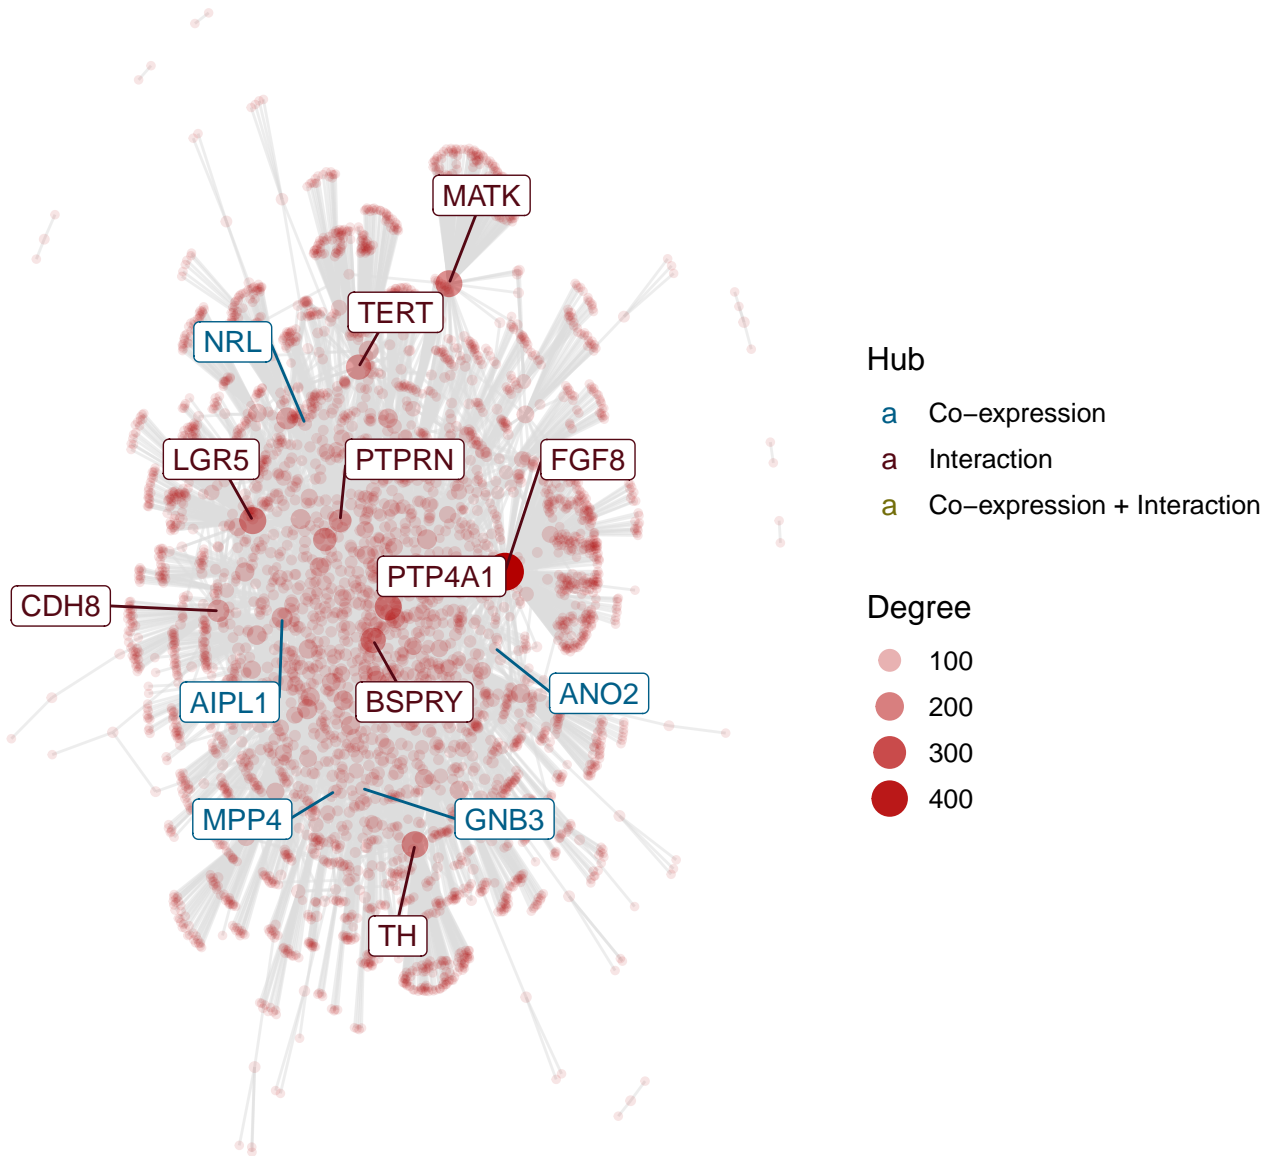 MATK
TERT
NRL
LGR5
PTPRN
FGF8
PTP4A1
CDH8
AIPL1
BSPRY
ANO2
MPP4
GNB3
TH
Hub
a Co−expression
a Interaction
a Co−expression + Interaction
Degree
100
200
300
400